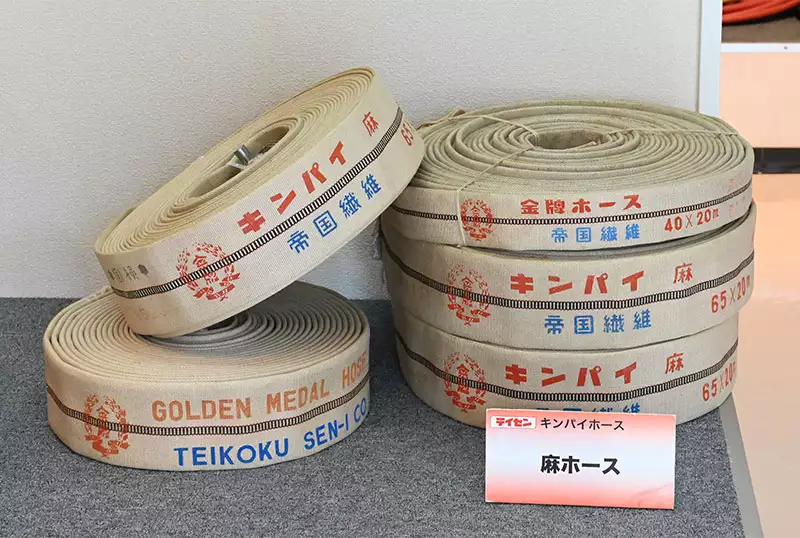 キンパイ 麻 65
帝国繊維
GOLDEN MEDAL HOSE
TEIKOKU SEN-I CO
金牌ホース
帝国繊維 40×20m
キンパイ 麻
帝国繊維 65×20m
キンパイ 麻
65×20m
テイセン キンパイホース
麻ホース